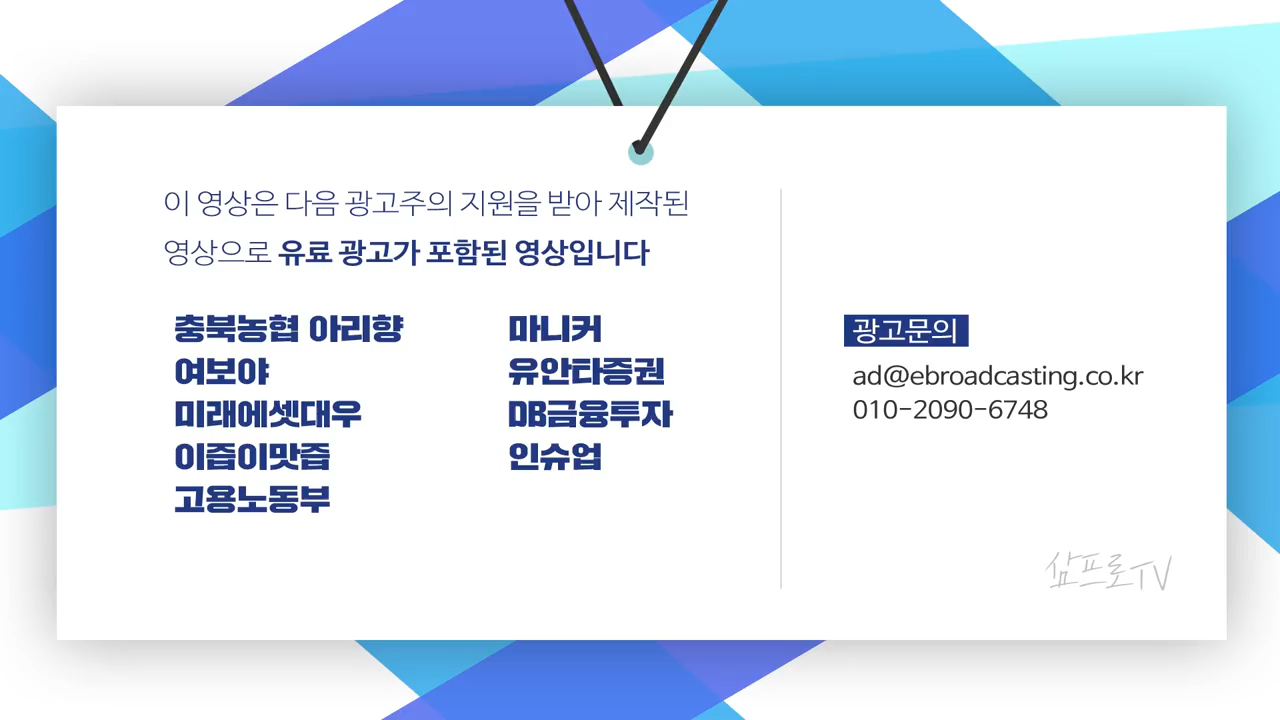 이 영상은 다음 광고주의 지원을 받아 제작된
영상으로 유료 광고가 포함된 영상입니다
충북농협 아리향
여보야
미래에셋대우
이즙이맛즙
고용노동부
마니커
유안타증권
DB금융투자
인슈업
광고문의
ad@ebroadcasting.co.kr
010-2090-6748
삼프로TV